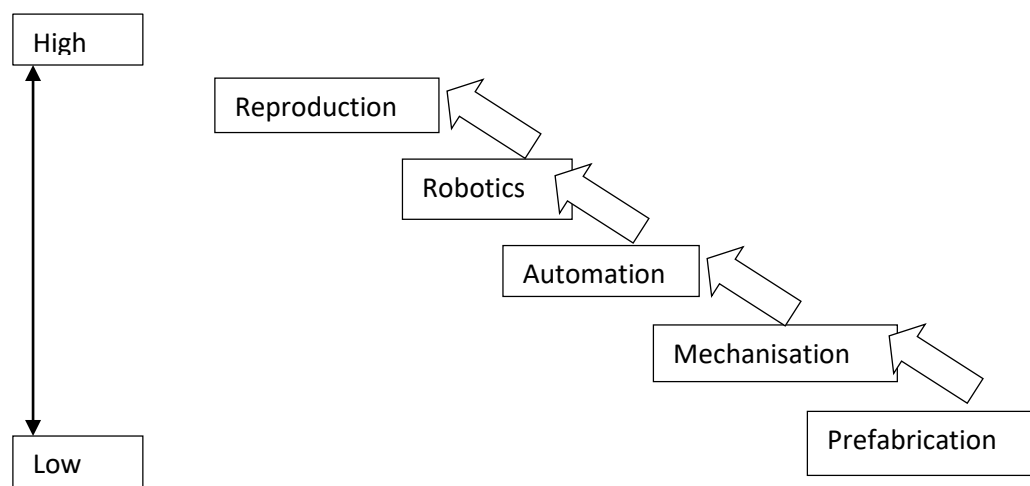 High
Reproduction
Robotics
Automation
Mechanisation
Prefabrication
Low